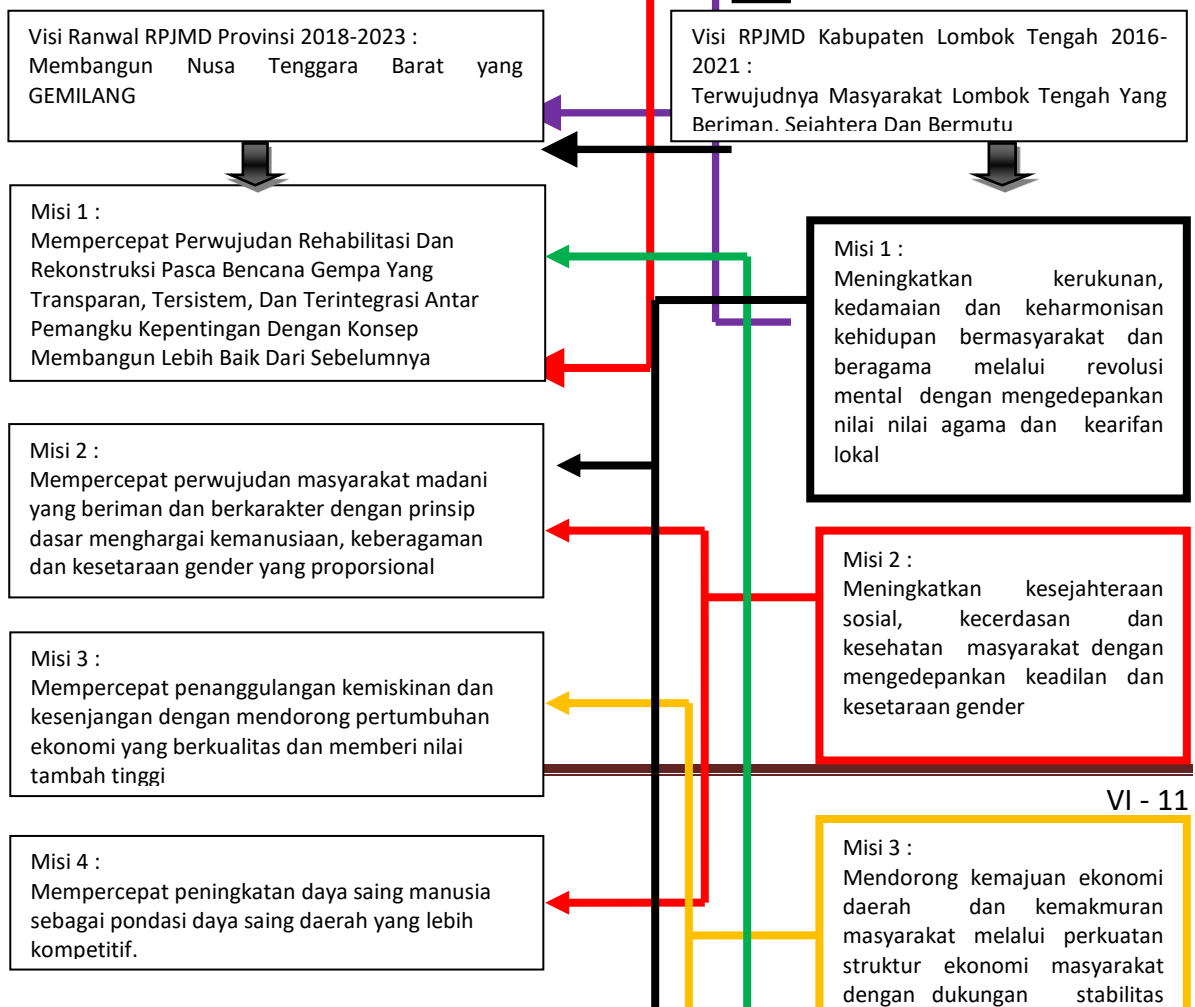 Visi Ranwal RPJMD Provinsi 2018-2023 :
Membangun Nusa Tenggara Barat yang
GEMILANG
Misi 1 :
Mempercepat Perwujudan Rehabilitasi Dan
Rekonstruksi Pasca Bencana Gempa Yang
Transparan, Tersistem, Dan Terintegrasi Antar
Pemangku Kepentingan Dengan Konsep
Membangun Lebih Baik Dari Sebelumnya
Misi 2 :
Mempercepat perwujudan masyarakat madani
yang beriman dan berkarakter dengan prinsip
dasar menghargai kemanusiaan, keberagaman
dan kesetaraan gender yang proporsional
Misi 3 :
Mempercepat penanggulangan kemiskinan dan
kesenjangan dengan mendorong pertumbuhan
ekonomi yang berkualitas dan memberi nilai
tambah tinggi
Misi 4 :
Mempercepat peningkatan daya saing manusia
sebagai pondasi daya saing daerah yang lebih
kompetitif.
Visi RPJMD Kabupaten Lombok Tengah 2016-
2021 :
Terwujudnya Masyarakat Lombok Tengah Yang
Beriman, Sejahtera Dan Bermutu
Misi 1 :
Meningkatkan kerukunan,
kedamaian dan keharmonisan
kehidupan bermasyarakat dan
beragama melalui revolusi
mental dengan mengedepankan
nilai nilai agama dan kearifan
lokal
Misi 2 :
Meningkatkan kesejahteraan
sosial, kecerdasan dan
kesehatan masyarakat dengan
mengedepankan keadilan dan
kesetaraan gender
VI - 11
Misi 3 :
Mendorong kemajuan ekonomi
daerah dan kemakmuran
masyarakat melalui perkuatan
struktur ekonomi masyarakat
dengan dukungan stabilitas